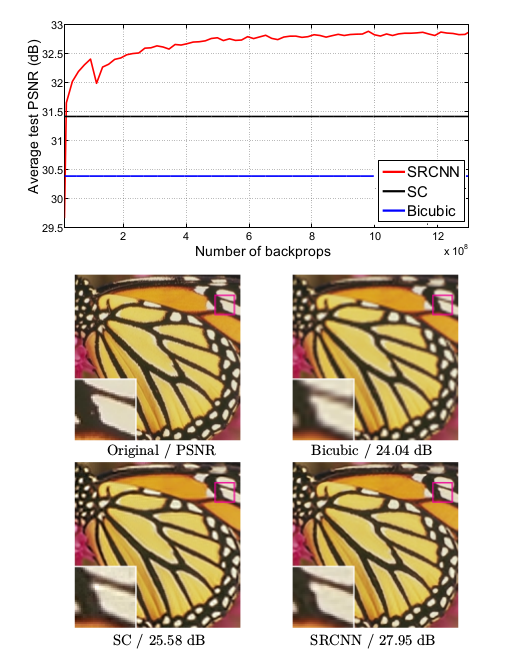 33
32.5
32
31.5
31
30.5
30
29.5
Average test PSNR (dB)
SRCNN
SC
Bicubic
2 4 6 8 10 12
x 10⁸
Number of backprops
Original / PSNR
Bicubic / 24.04 dB
SC / 25.58 dB
SRCNN / 27.95 dB